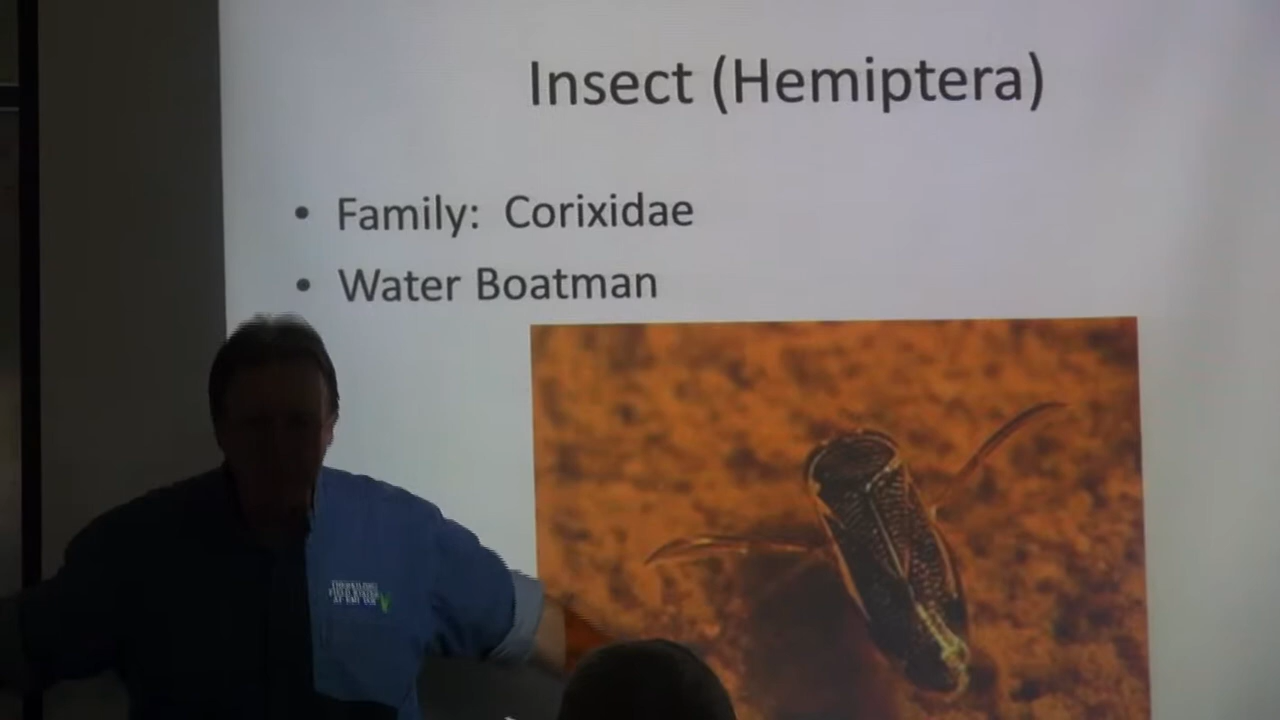 Insect (Hemiptera)
• Family: Corixidae
• Water Boatman